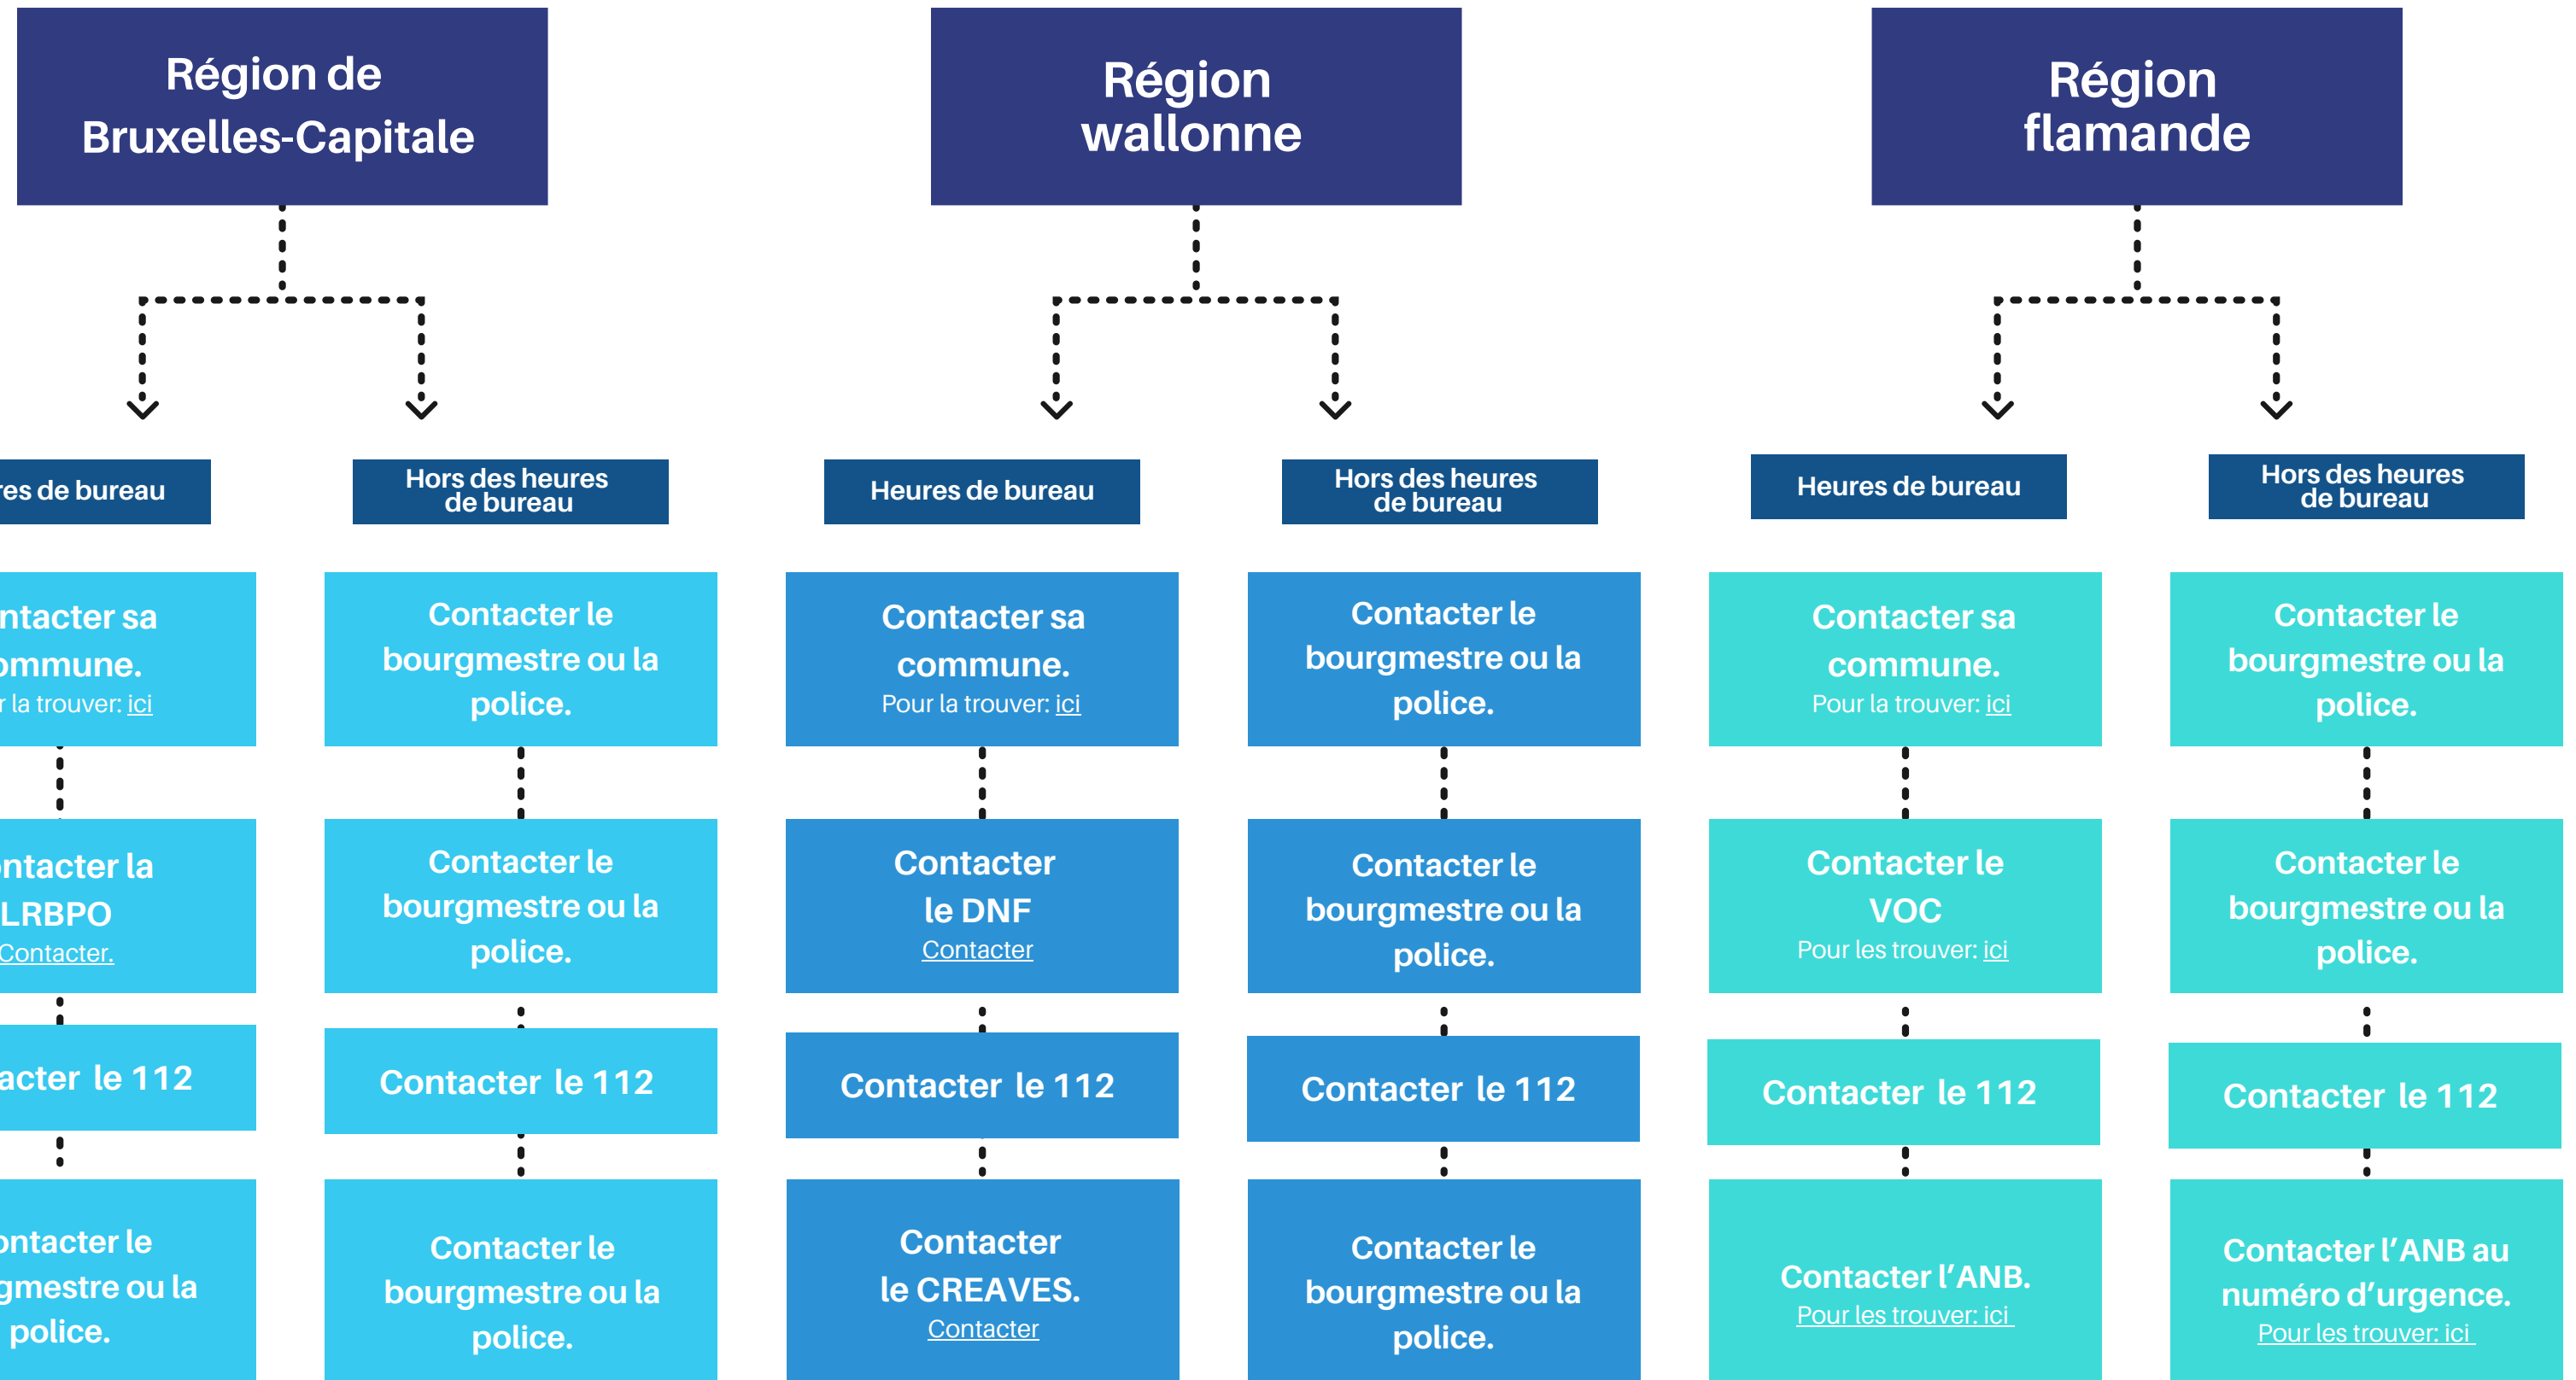 Région de
Bruxelles-Capitale
Région
wallonne
Région
flamande
res de bureau
Hors des heures
de bureau
Heures de bureau
Hors des heures
de bureau
Heures de bureau
Hors des heures
de bureau
ntacter sa
ommune.
r la trouver: ici
Contacter le
bourgmestre ou la
police.
Contacter sa
commune.
Pour la trouver: ici
Contacter le
bourgmestre ou la
police.
Contacter sa
commune.
Pour la trouver: ici
Contacter le
bourgmestre ou la
police.
ntacter la
LRBPO
Contacter.
Contacter le
bourgmestre ou la
police.
Contacter
le DNF
Contacter
Contacter le
bourgmestre ou la
police.
Contacter le
VOC
Pour les trouver: ici
Contacter le
bourgmestre ou la
police.
acter le 112
Contacter le 112
Contacter le 112
Contacter le 112
Contacter le 112
Contacter le 112
ontacter le
gmestre ou la
police.
Contacter le
bourgmestre ou la
police.
Contacter
le CREAVES.
Contacter
Contacter le
bourgmestre ou la
police.
Contacter l’ANB.
Pour les trouver: ici
Contacter l’ANB au
numéro d’urgence.
Pour les trouver: ici